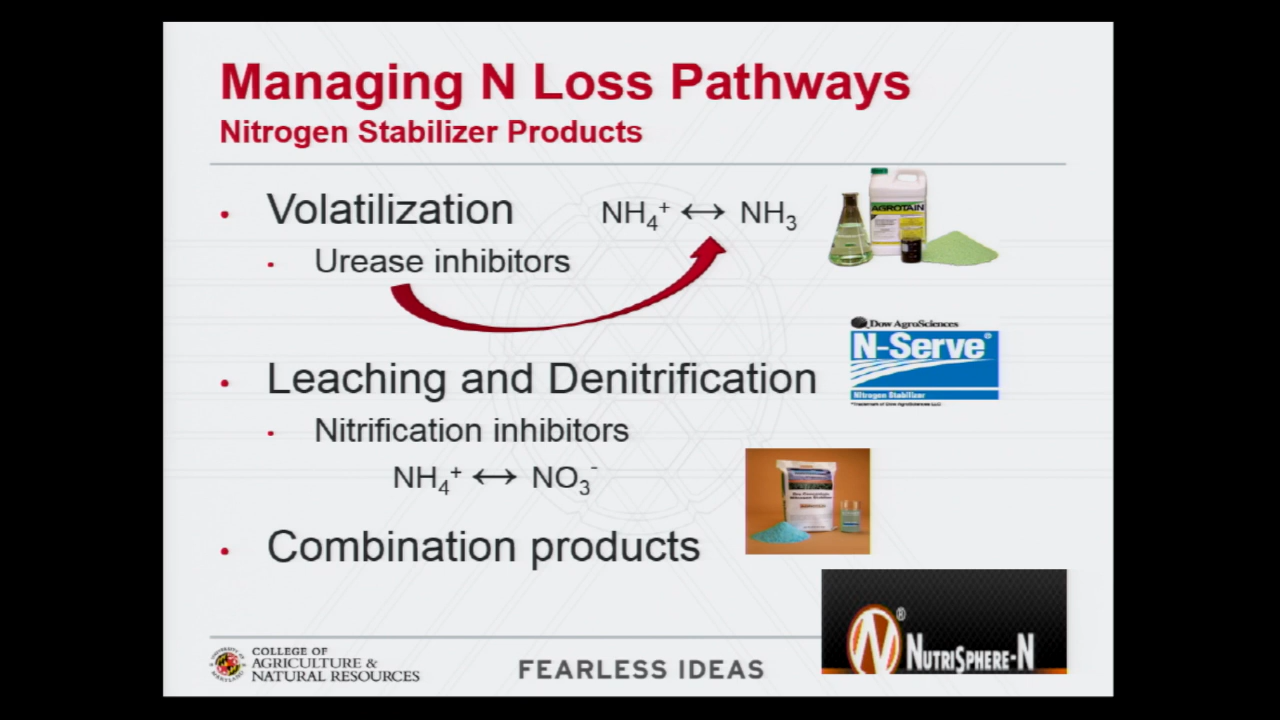 Managing N Loss Pathways
Nitrogen Stabilizer Products
• Volatilization NH₄⁺ ↔ NH₃
• Urease inhibitors
AGROTAIN
Dow AgroSciences
N-Serve®
Nitrogen Stabilizer
• Leaching and Denitrification
• Nitrification inhibitors
NH₄⁺ ↔ NO₃⁻
• Combination products
N®
NUTRISPHERE-N
COLLEGE OF
AGRICULTURE &
NATURAL RESOURCES
FEARLESS IDEAS